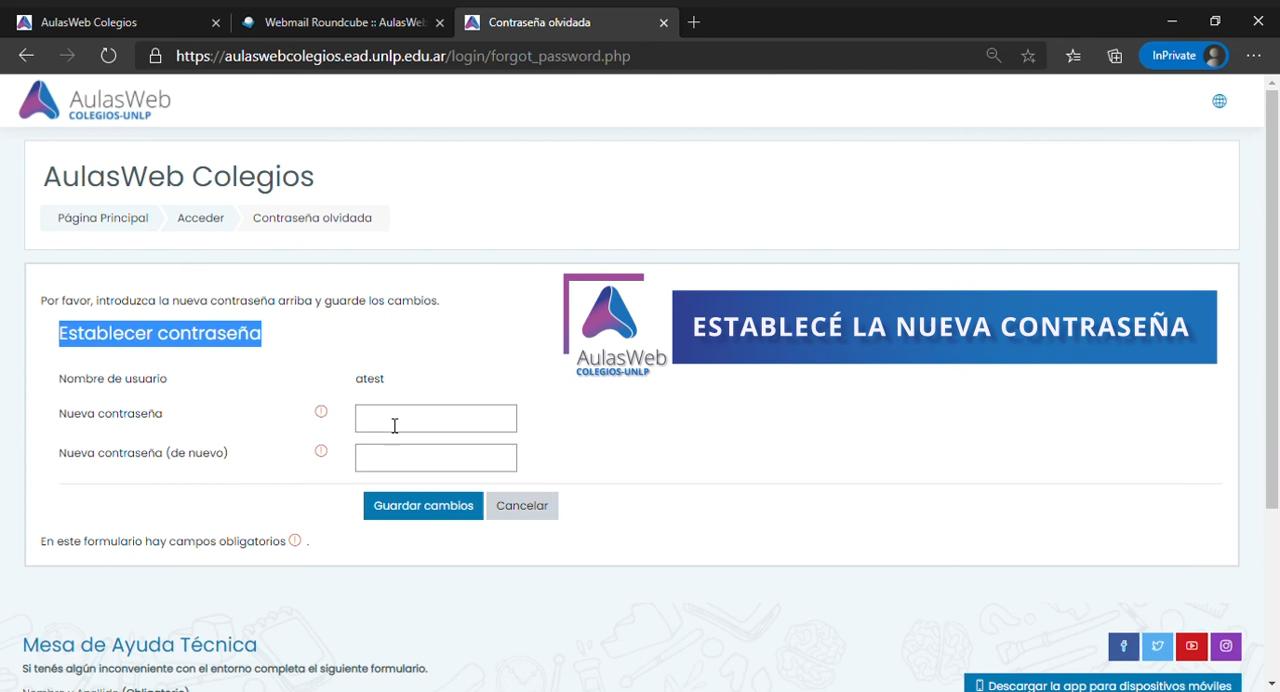 AulasWeb Colegios
Webmail Roundcube :: AulasWeb
Contraseña olvidada
https://aulaswebcolegios.ead.unlp.edu.ar/login/forgot_password.php
InPrivate
AulasWeb
COLEGIOS-UNLP
AulasWeb Colegios
Página Principal
Acceder
Contraseña olvidada
Por favor, introduzca la nueva contraseña arriba y guarde los cambios.
Establecer contraseña
AulasWeb
COLEGIOS-UNLP
ESTABLECÉ LA NUEVA CONTRASEÑA
Nombre de usuario
atest
Nueva contraseña
Nueva contraseña (de nuevo)
Guardar cambios
Cancelar
En este formulario hay campos obligatorios .
Mesa de Ayuda Técnica
Si tenés algún inconveniente con el entorno completa el siguiente formulario.
Nombre y Apellido (Obligatorio)
Descargar la app para dispositivos móviles